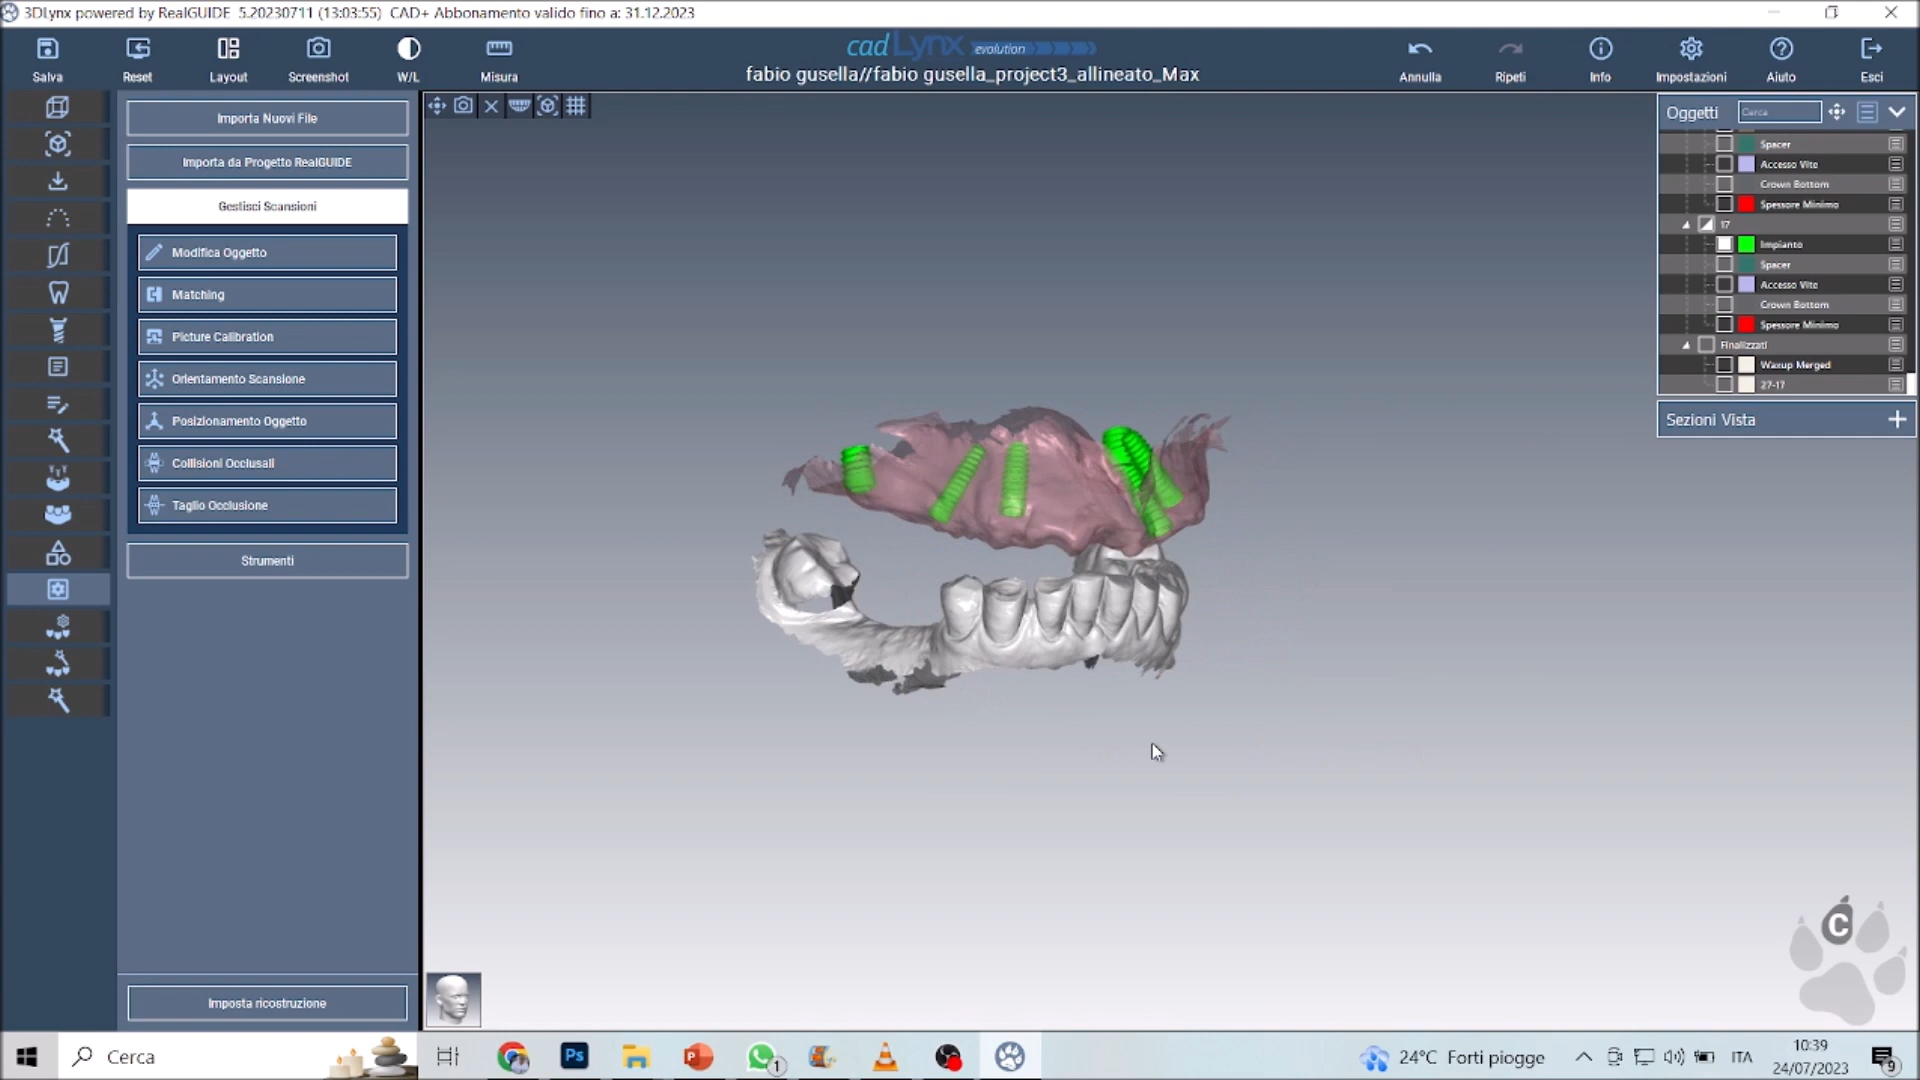 3DLynx powered by RealGUIDE 5.20230711 (13:03:55) CAD+ Abbonamento valido fino a: 31.12.2023
Salva
Reset
Layout
Screenshot
W/L
Misura
cadLynx evolution
fabio gusella//fabio gusella_project3_allineato_Max
Annulla
Ripeti
Info
Impostazioni
Aiuto
Esci
Importa Nuovi File
Importa da Progetto RealGUIDE
Gestisci Scansioni
Modifica Oggetto
Matching
Picture Calibration
Orientamento Scansione
Posizionamento Oggetto
Collisioni Occlusali
Taglio Occlusione
Strumenti
Imposta ricostruzione
Oggetti
Cerca
Spacer
Accesso Vite
Crown Bottom
Spessore Minimo
17
Impianto
Spacer
Accesso Vite
Crown Bottom
Spessore Minimo
Finalizzati
Waxup Merged
27-17
Sezioni Vista
C
Cerca
Ps
P
1
24°C Forti piogge
ITA
10:39
24/07/2023
9